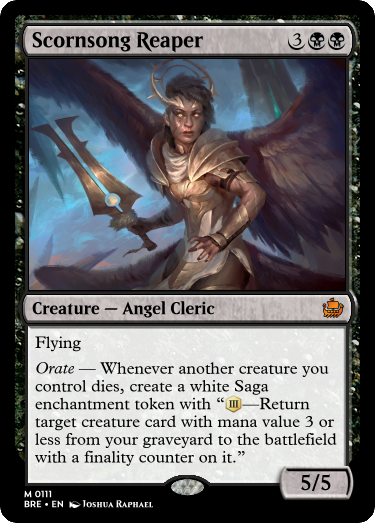 Scornsong Reaper 3
Creature — Angel Cleric
Flying
Orate — Whenever another creature you
control dies, create a white Saga
enchantment token with “III—Return
target creature card with mana value 3 or
less from your graveyard to the battlefield
with a finality counter on it.”
5/5
M 0111
BRE • EN Joshua Raphael